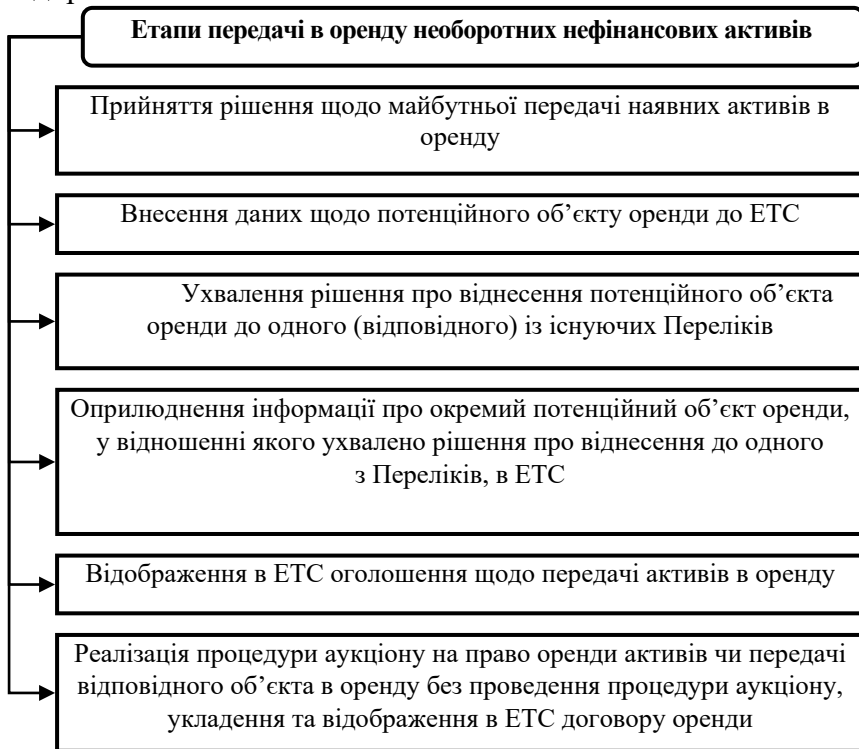 Етапи передачі в оренду необоротних нефінансових активів
Прийняття рішення щодо майбутньої передачі наявних активів в
оренду
Внесення даних щодо потенційного об’єкту оренди до ЕТС
Ухвалення рішення про віднесення потенційного об’єкта
оренди до одного (відповідного) із існуючих Переліків
Оприлюднення інформації про окремий потенційний об’єкт оренди,
у відношенні якого ухвалено рішення про віднесення до одного
з Переліків, в ЕТС
Відображення в ЕТС оголошення щодо передачі активів в оренду
Реалізація процедури аукціону на право оренди активів чи передачі
відповідного об’єкта в оренду без проведення процедури аукціону,
укладення та відображення в ЕТС договору оренди